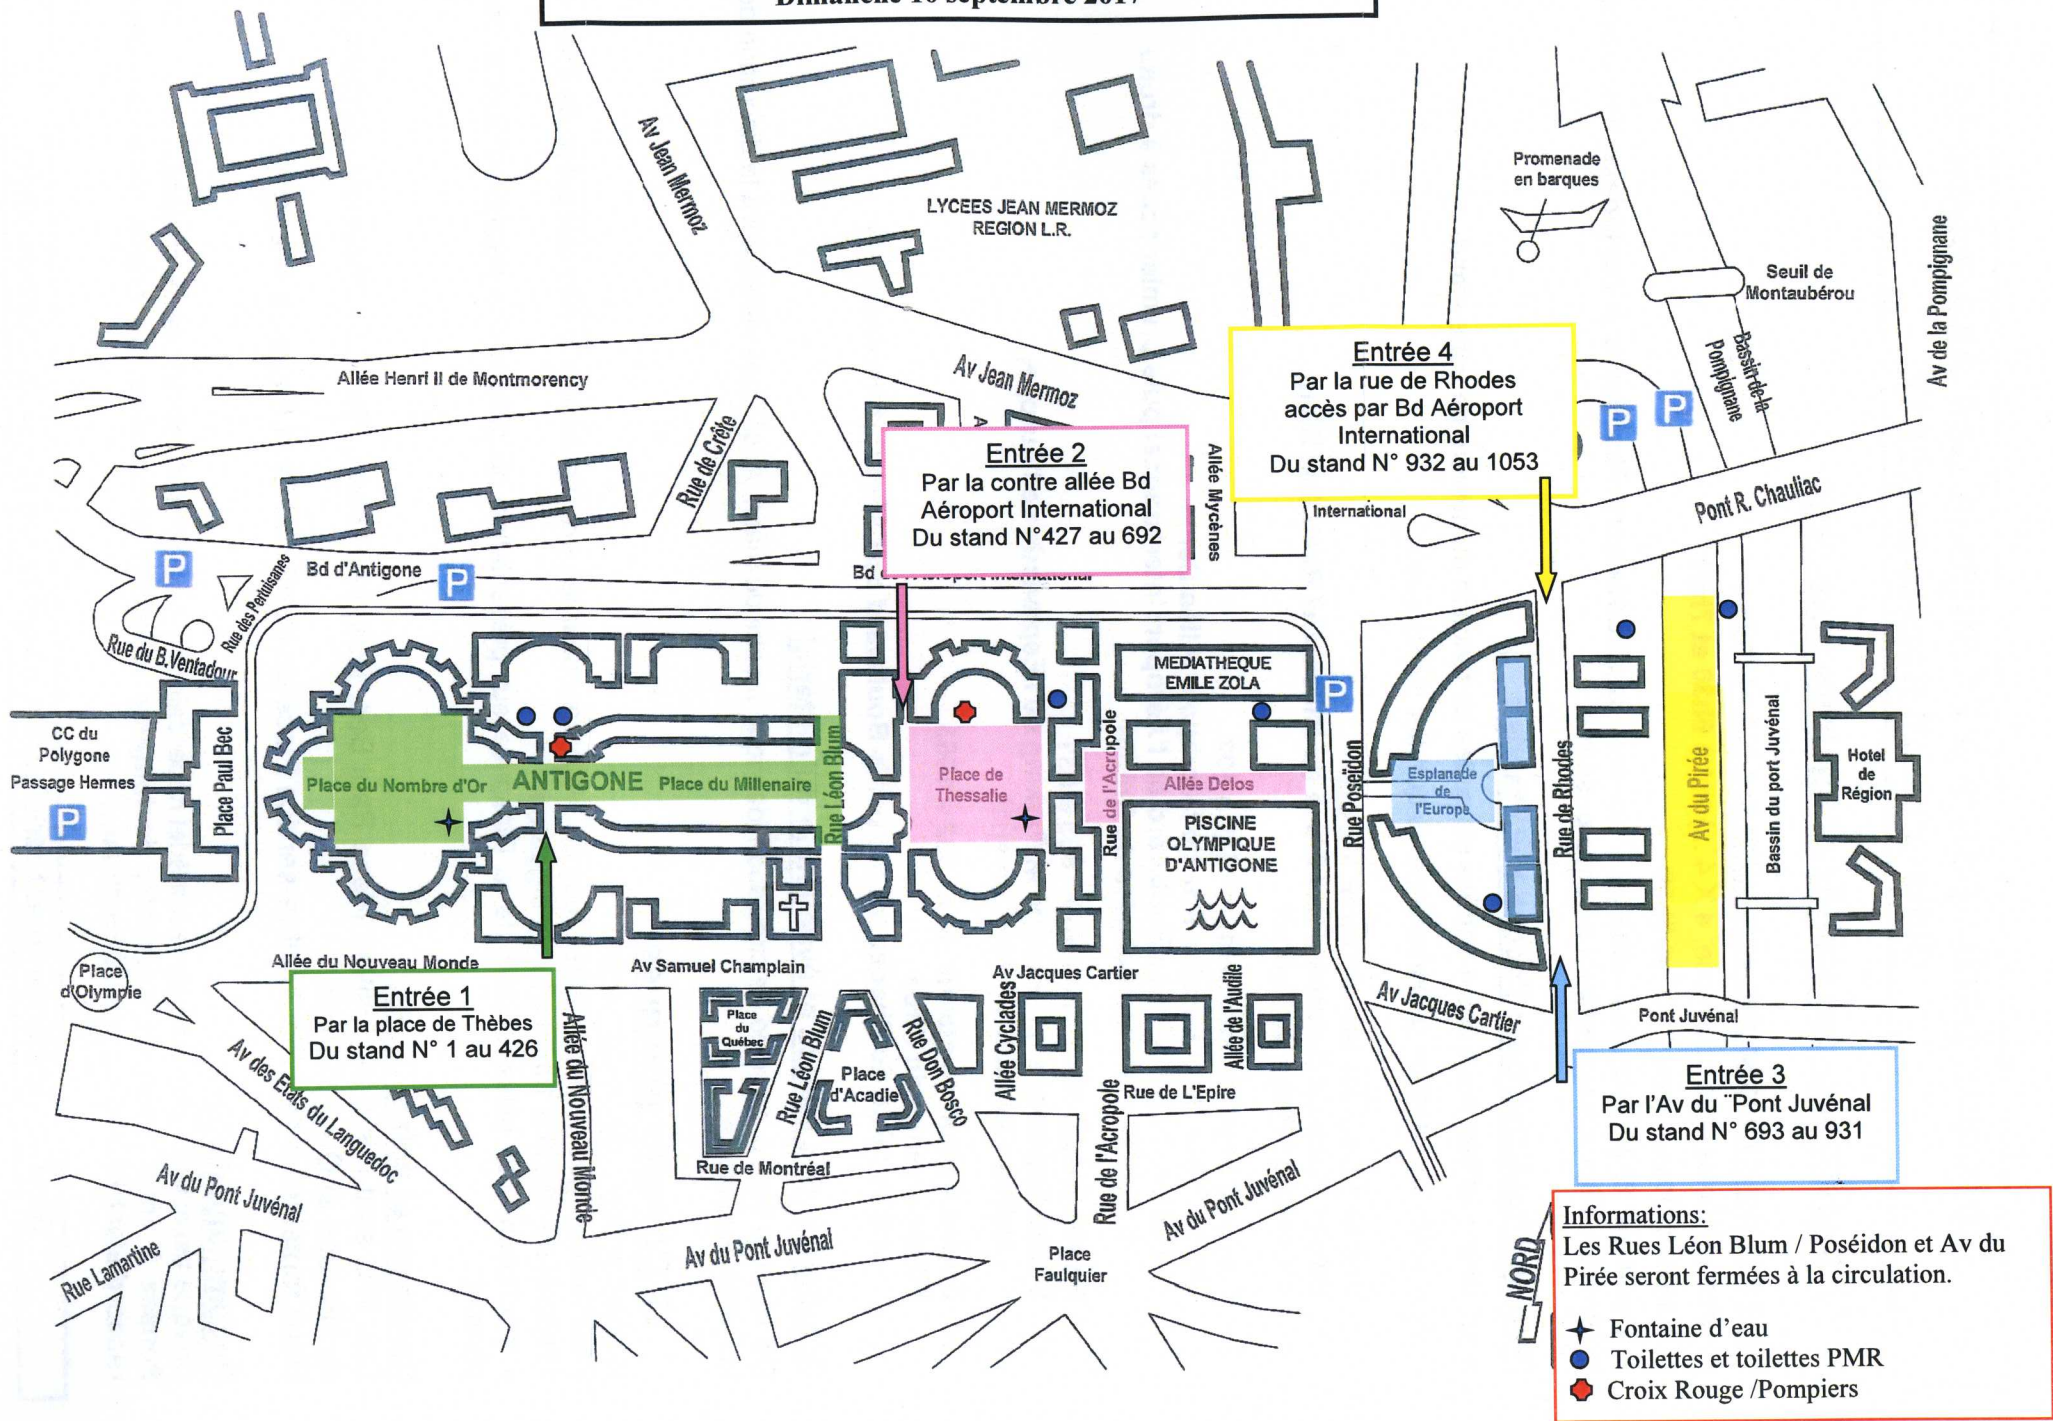 Dimanche 10 septembre 2017
Av Jean Mermoz
LYCEES JEAN MERMOZ
REGION L.R.
Promenade
en barques
Seuil de
Montaubérou
Av de la Pompignane
Bassin de la
Pompignane
Allée Henri II de Montmorency
Av Jean Mermoz
Rue de Crête
Allée Mycènes
Entrée 4
Par la rue de Rhodes
accès par Bd Aéroport
International
Du stand N° 932 au 1053
P
P
Entrée 2
Par la contre allée Bd
Aéroport International
Du stand N°427 au 692
International
Pont R. Chauliac
P
Rue des Pertuisanes
Bd d'Antigone
P
Rue du B.Ventadour
MEDIATHEQUE
EMILE ZOLA
P
CC du
Polygone
Passage Hermes
P
Place Paul Bec
Place du Nombre d'Or
ANTIGONE
Place du Millenaire
Rue Léon Blum
Place de
Thessalie
Rue de l'Acropole
Allée Delos
PISCINE
OLYMPIQUE
D'ANTIGONE
Rue Poseïdon
Esplanade
de
l'Europe
Rue de Rhodes
Av du Pirée
Bassin du port Juvénal
Hotel
de
Région
Place
d'Olympie
Allée du Nouveau Monde
Av Samuel Champlain
Av Jacques Cartier
Av Jacques Cartier
Pont Juvénal
Entrée 1
Par la place de Thèbes
Du stand N° 1 au 426
Av des Etats du Languedoc
Allée du Nouveau Monde
Place
du
Québec
Rue Léon Blum
Place
d'Acadie
Rue Don Bosco
Allée Cyclades
Allée de l'Audite
Rue de L'Epire
Rue de l'Acropole
Rue de Montréal
Entrée 3
Par l'Av du ¨Pont Juvénal
Du stand N° 693 au 931
Av du Pont Juvénal
Av du Pont Juvénal
Av du Pont Juvénal
Rue Lamartine
Place
Faulquier
NORD
Informations:
Les Rues Léon Blum / Poséidon et Av du
Pirée seront fermées à la circulation.
Fontaine d'eau
Toilettes et toilettes PMR
Croix Rouge /Pompiers